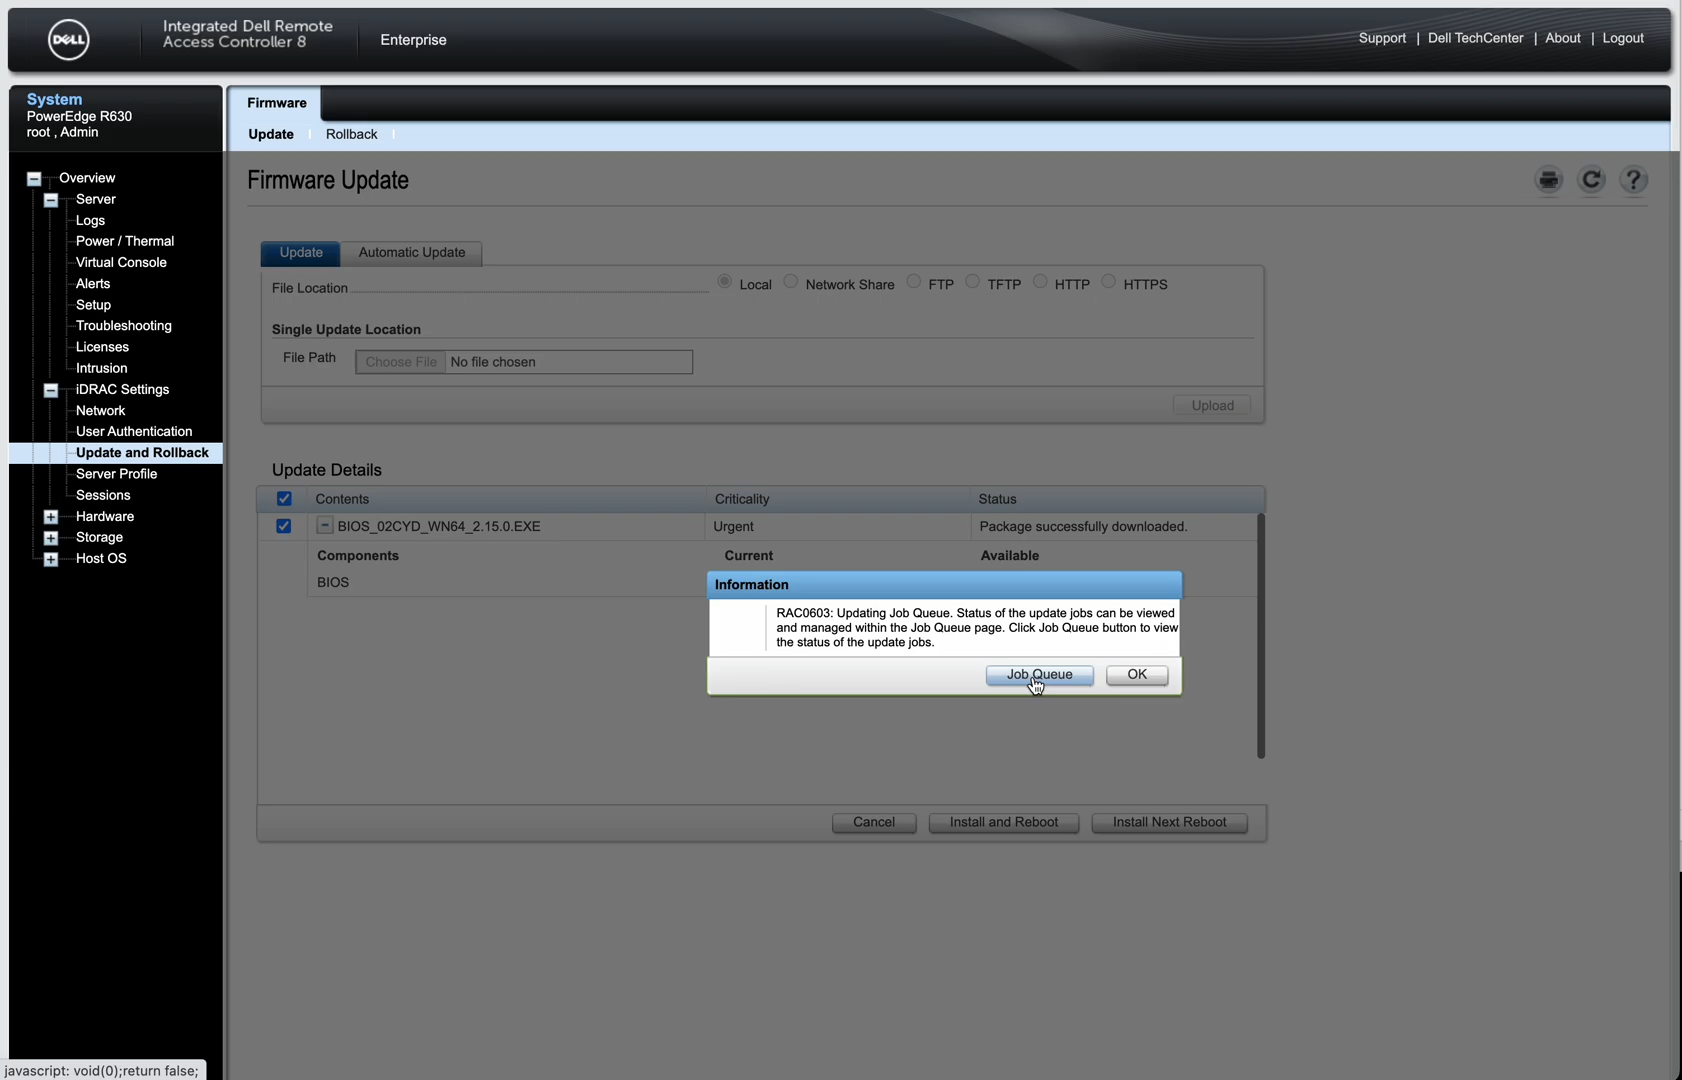 DELL
Integrated Dell Remote
Access Controller 8
Enterprise
Support | Dell TechCenter | About | Logout
System
PowerEdge R630
root , Admin
Overview
Server
Logs
Power / Thermal
Virtual Console
Alerts
Setup
Troubleshooting
Licenses
Intrusion
iDRAC Settings
Network
User Authentication
Update and Rollback
Server Profile
Sessions
Hardware
Storage
Host OS
Firmware
Update Rollback
Firmware Update
Update Automatic Update
File Location Local Network Share FTP TFTP HTTP HTTPS
Single Update Location
File Path Choose File No file chosen
Upload
Update Details
Contents Criticality Status
BIOS_02CYD_WN64_2.15.0.EXE Urgent Package successfully downloaded.
Components Current Available
BIOS
Information
RAC0603: Updating Job Queue. Status of the update jobs can be viewed
and managed within the Job Queue page. Click Job Queue button to view
the status of the update jobs.
Job Queue OK
Cancel Install and Reboot Install Next Reboot
javascript: void(0);return false;